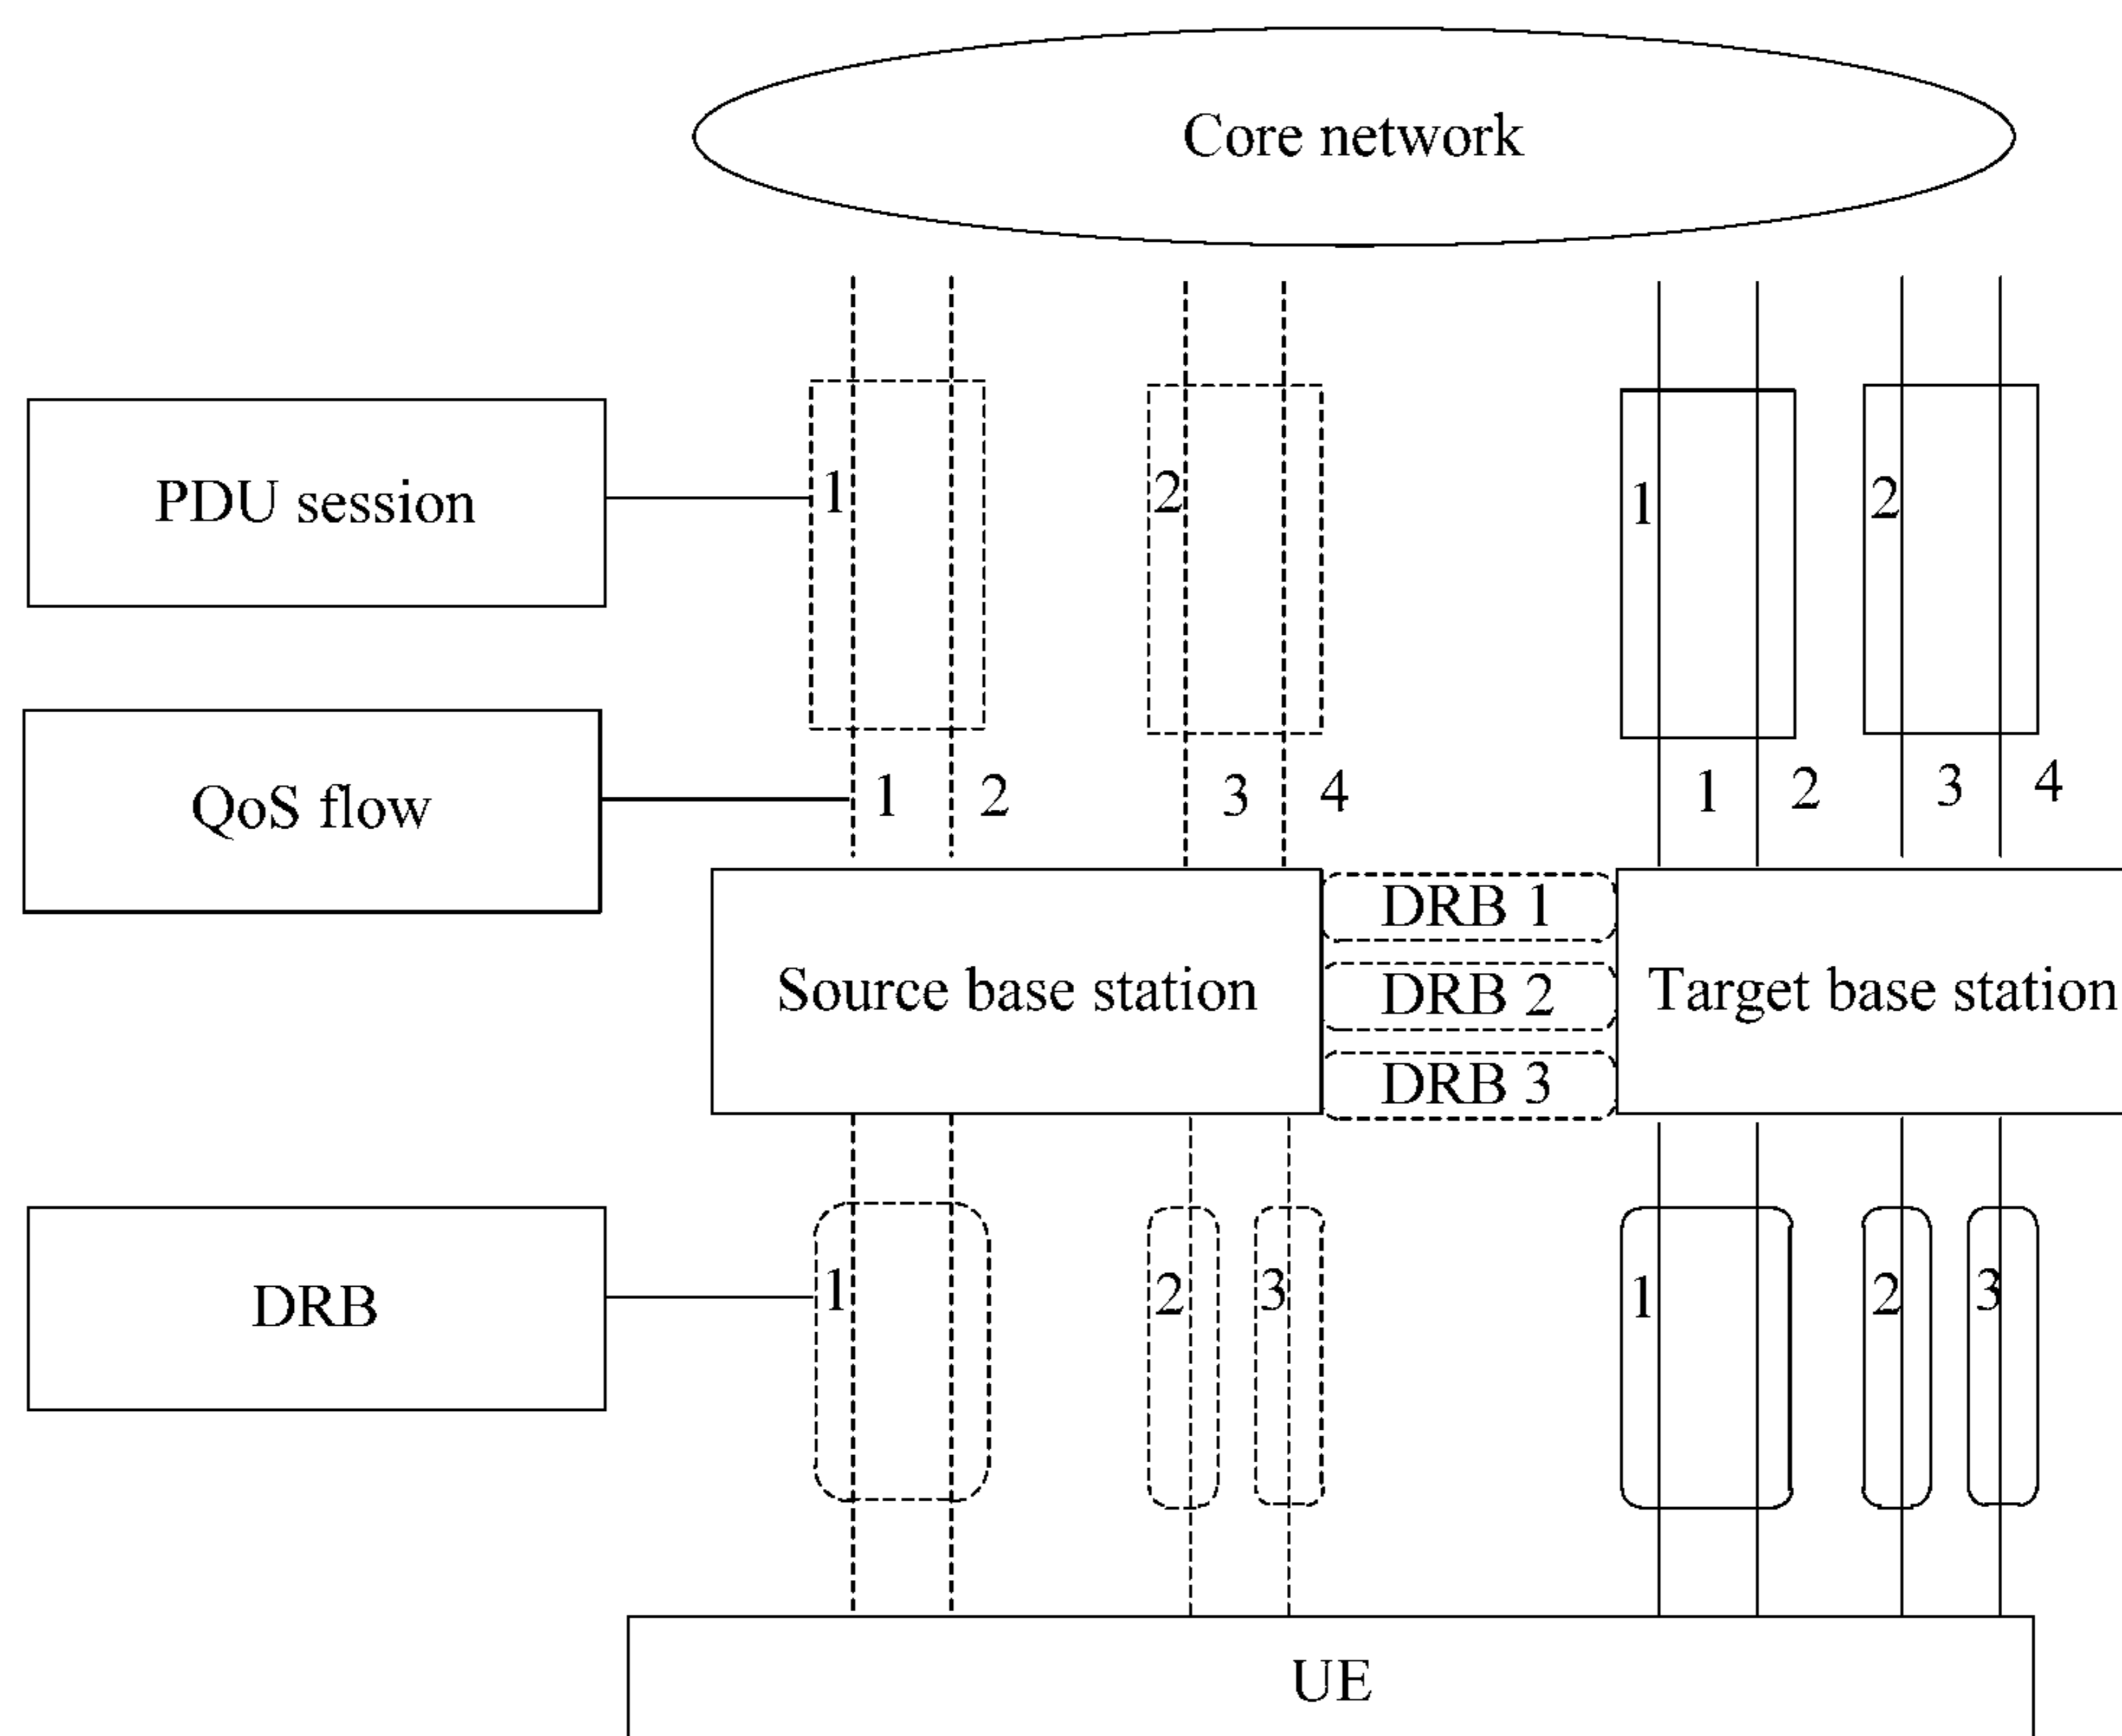 Core network
PDU session
1
2
1
2
QoS flow
1
2
3
4
1
2
3
4
Source base station
DRB 1
DRB 2
DRB 3
Target base station
DRB
1
2
3
1
2
3
UE